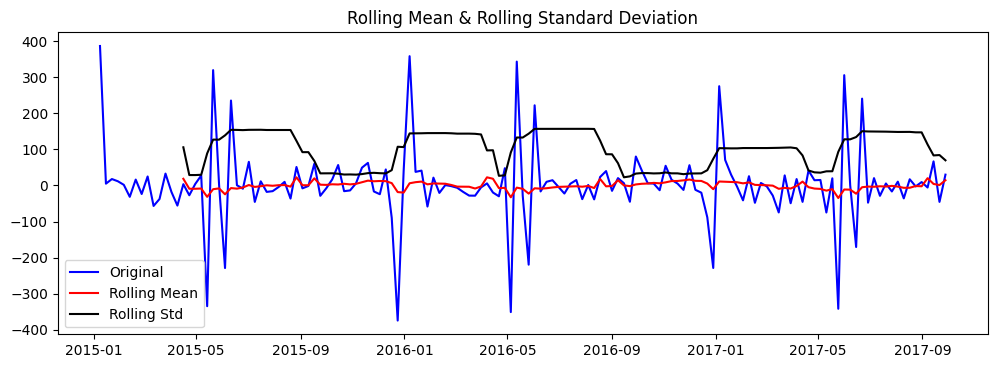 Rolling Mean & Rolling Standard Deviation
400
300
200
100
0
−100
−200
−300
−400
Original
Rolling Mean
Rolling Std
2015-01 2015-05 2015-09 2016-01 2016-05 2016-09 2017-01 2017-05 2017-09